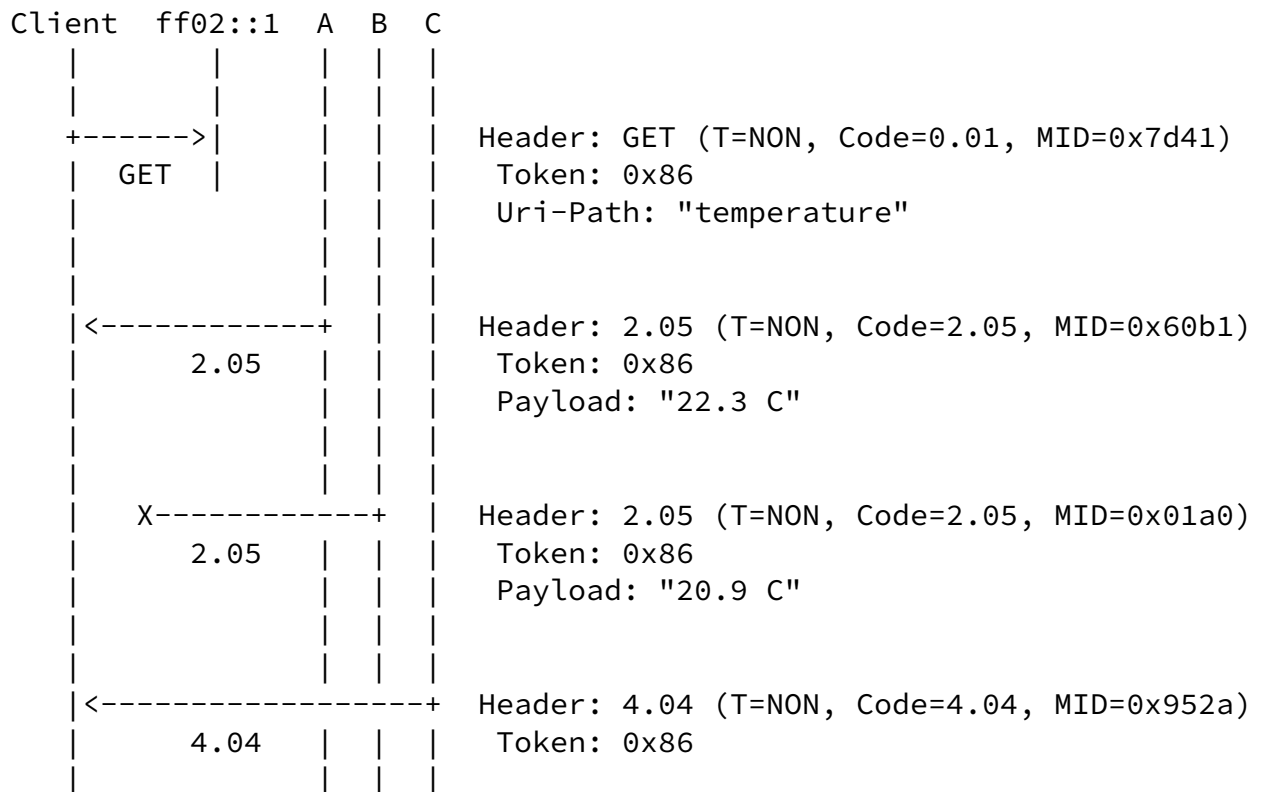 Client  ff02::1  A  B  C
Header: GET (T=NON, Code=0.01, MID=0x7d41)
GET Token: 0x86
Uri-Path: "temperature"
Header: 2.05 (T=NON, Code=2.05, MID=0x60b1)
2.05 Token: 0x86
Payload: "22.3 C"
X Header: 2.05 (T=NON, Code=2.05, MID=0x01a0)
2.05 Token: 0x86
Payload: "20.9 C"
Header: 4.04 (T=NON, Code=4.04, MID=0x952a)
4.04 Token: 0x86